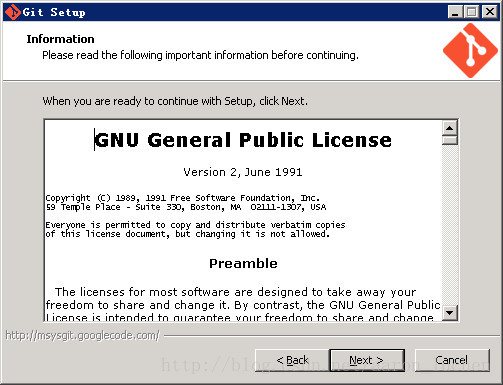 Git Setup
Information
Please read the following important information before continuing.
When you are ready to continue with Setup, click Next.
GNU General Public License
Version 2, June 1991
Copyright (C) 1989, 1991 Free Software Foundation, Inc.
59 Temple Place - Suite 330, Boston, MA 02111-1307, USA
Everyone is permitted to copy and distribute verbatim copies
of this license document, but changing it is not allowed.
Preamble
The licenses for most software are designed to take away your
freedom to share and change it. By contrast, the GNU General Public
License is intended to guarantee your freedom to share and change
http://msysgit.googlecode.com/
< Back
Next >
Cancel